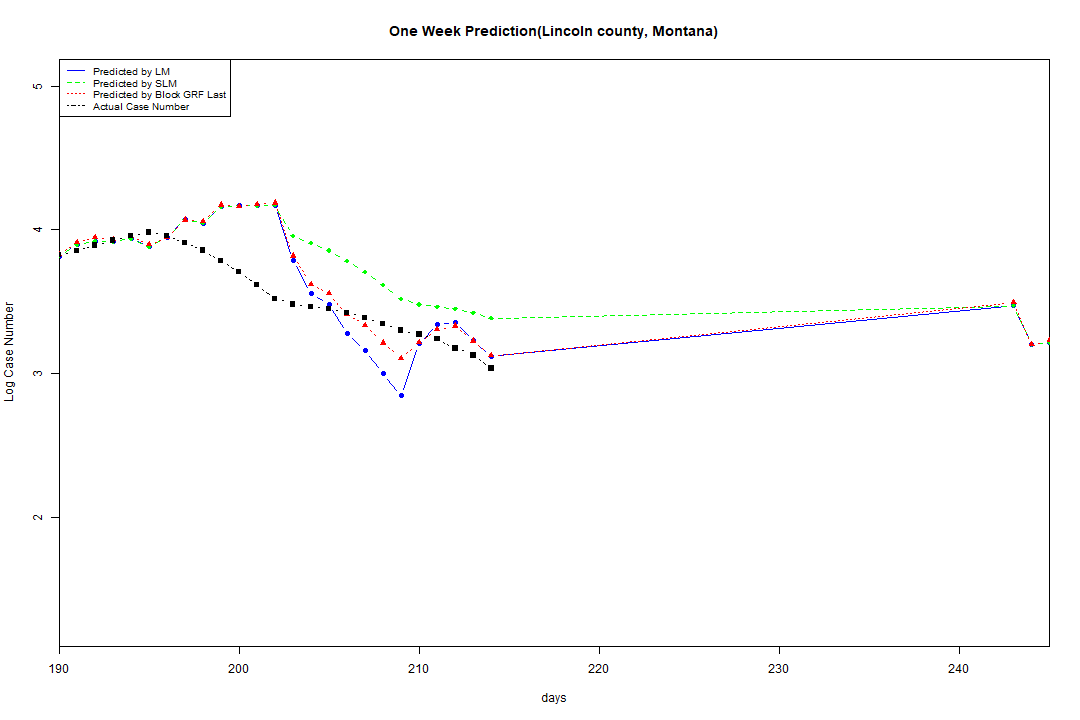 One Week Prediction(Lincoln county, Montana)
Predicted by LM
Predicted by SLM
Predicted by Block GRF Last
Actual Case Number
5
4
3
2
Log Case Number
190
200
210
220
230
240
days